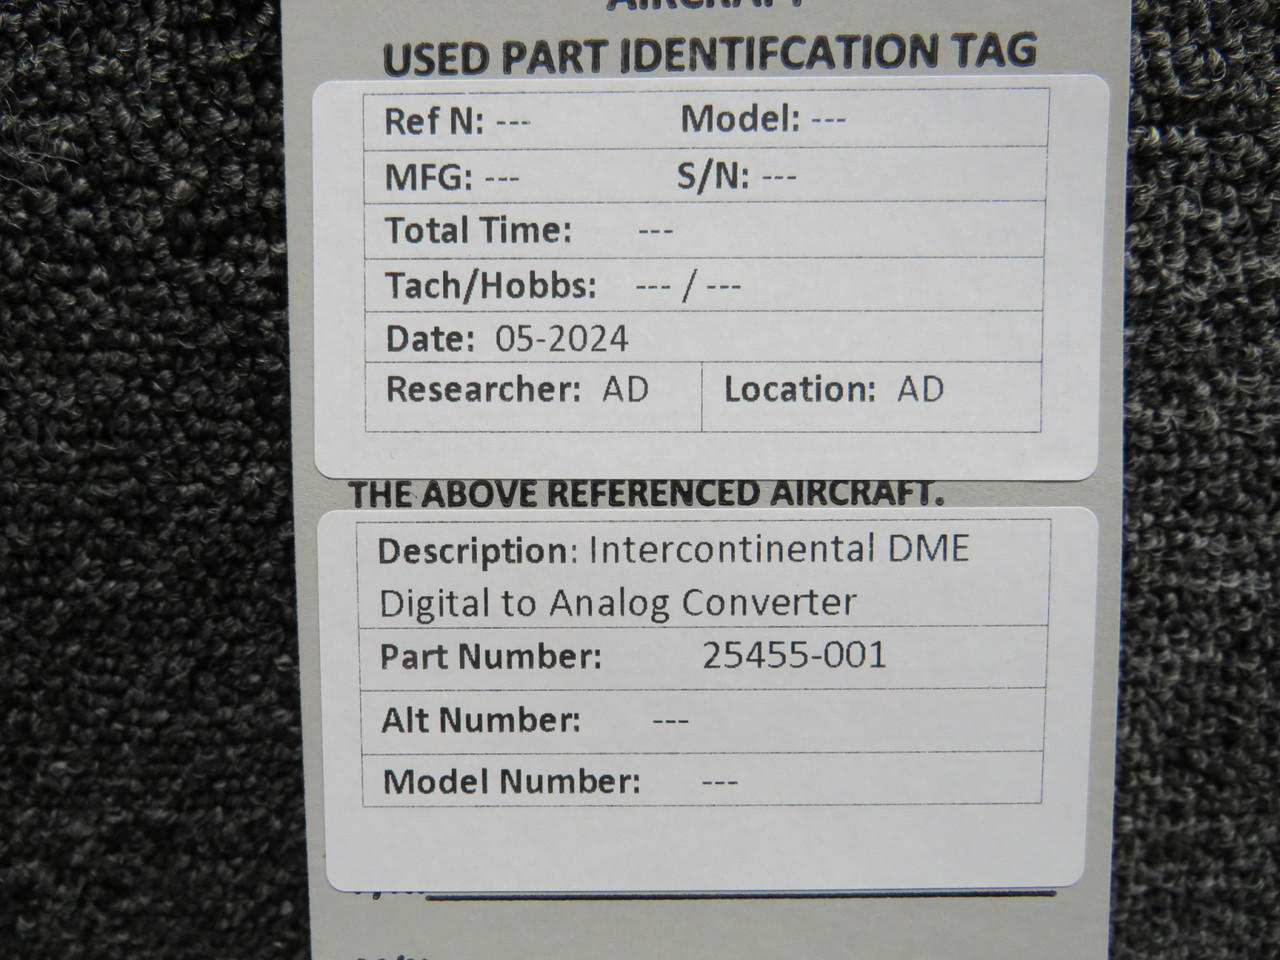 AIRCRAFT
USED PART IDENTIFCATION TAG
Ref N: --- Model: ---
MFG: --- S/N: ---
Total Time: ---
Tach/Hobbs: --- / ---
Date: 05-2024
Researcher: AD Location: AD
THE ABOVE REFERENCED AIRCRAFT.
Description: Intercontinental DME
Digital to Analog Converter
Part Number: 25455-001
Alt Number: ---
Model Number: ---